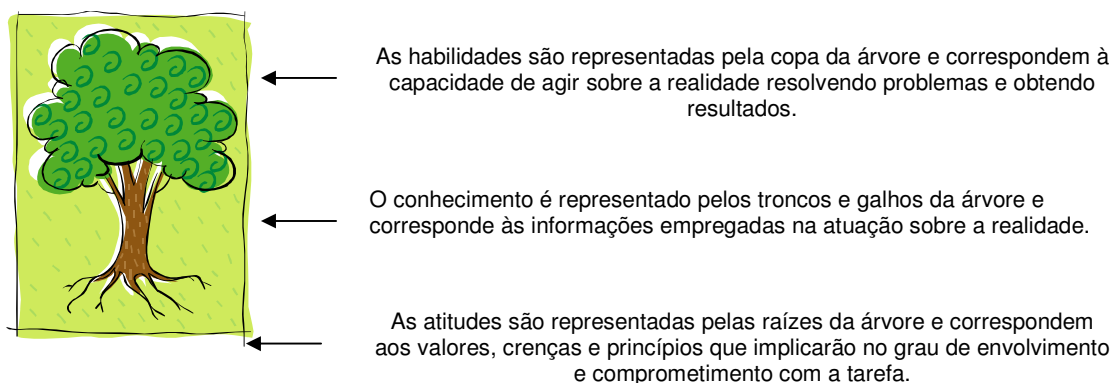 As habilidades são representadas pela copa da árvore e correspondem à
capacidade de agir sobre a realidade resolvendo problemas e obtendo
resultados.
O conhecimento é representado pelos troncos e galhos da árvore e
corresponde às informações empregadas na atuação sobre a realidade.
As atitudes são representadas pelas raízes da árvore e correspondem
aos valores, crenças e princípios que implicarão no grau de envolvimento
e comprometimento com a tarefa.